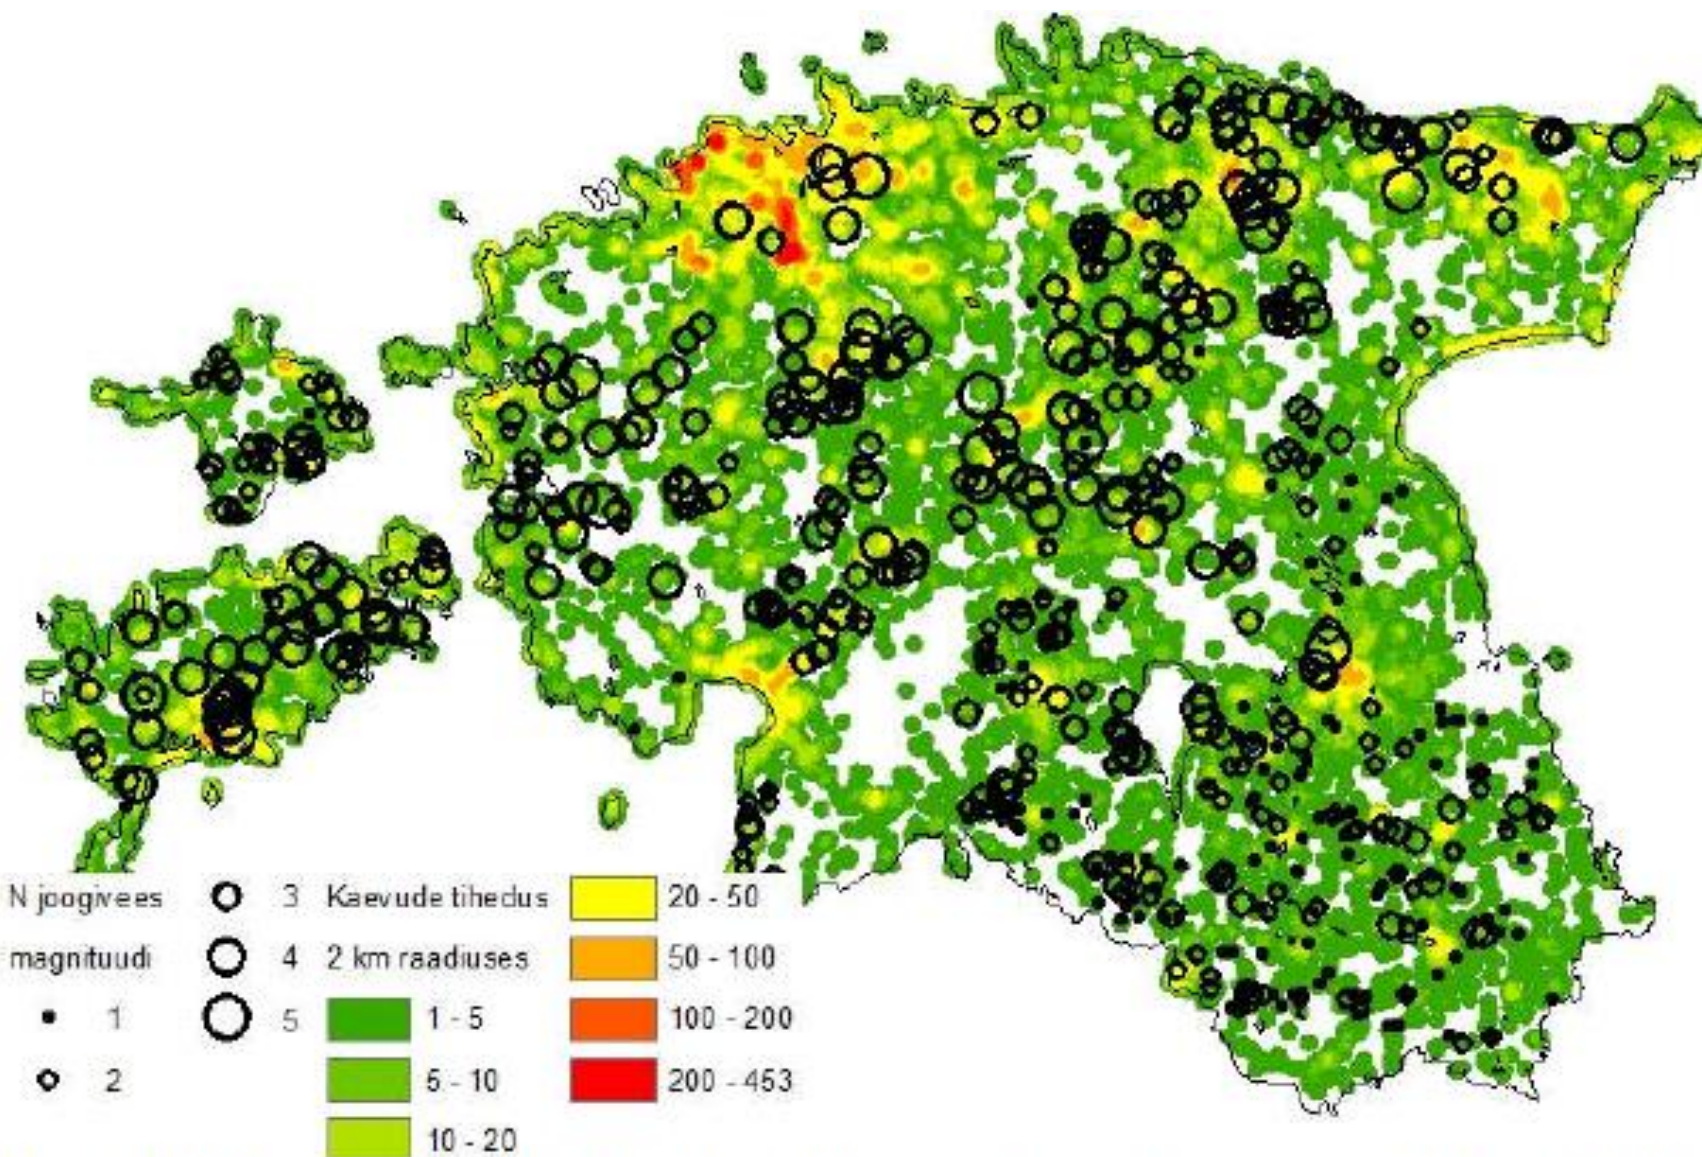 N joogivees
magnituudi
1
2
3
4
5
Kaevude tihedus
2 km raadiuses
1 - 5
5 - 10
10 - 20
20 - 50
50 - 100
100 - 200
200 - 453